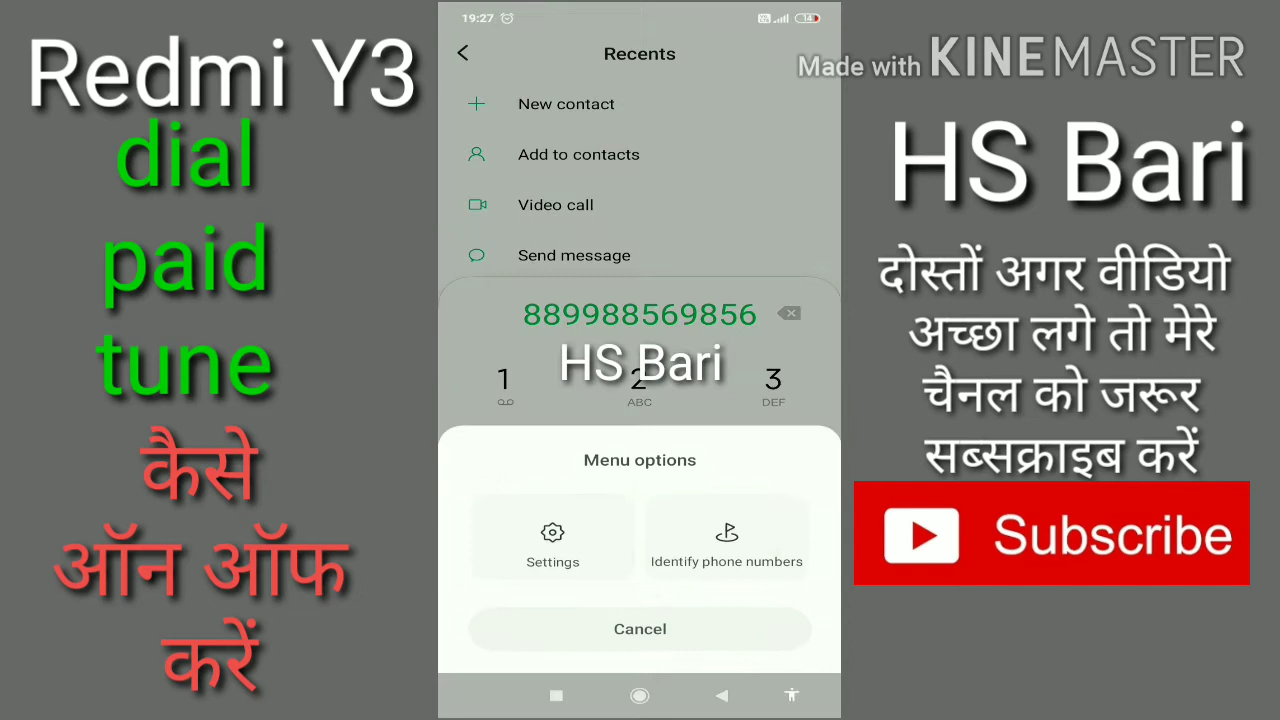 Redmi Y3
dial
paid
tune
कैसे
ऑन ऑफ
करें
19:27
14
Recents
New contact
Add to contacts
Video call
Send message
889988569856
HS Bari
1
2
ABC
3
DEF
Menu options
Settings
Identify phone numbers
Cancel
Made with KINEMASTER
HS Bari
दोस्तों अगर वीडियो
अच्छा लगे तो मेरे
चैनल को जरूर
सब्सक्राइब करें
Subscribe